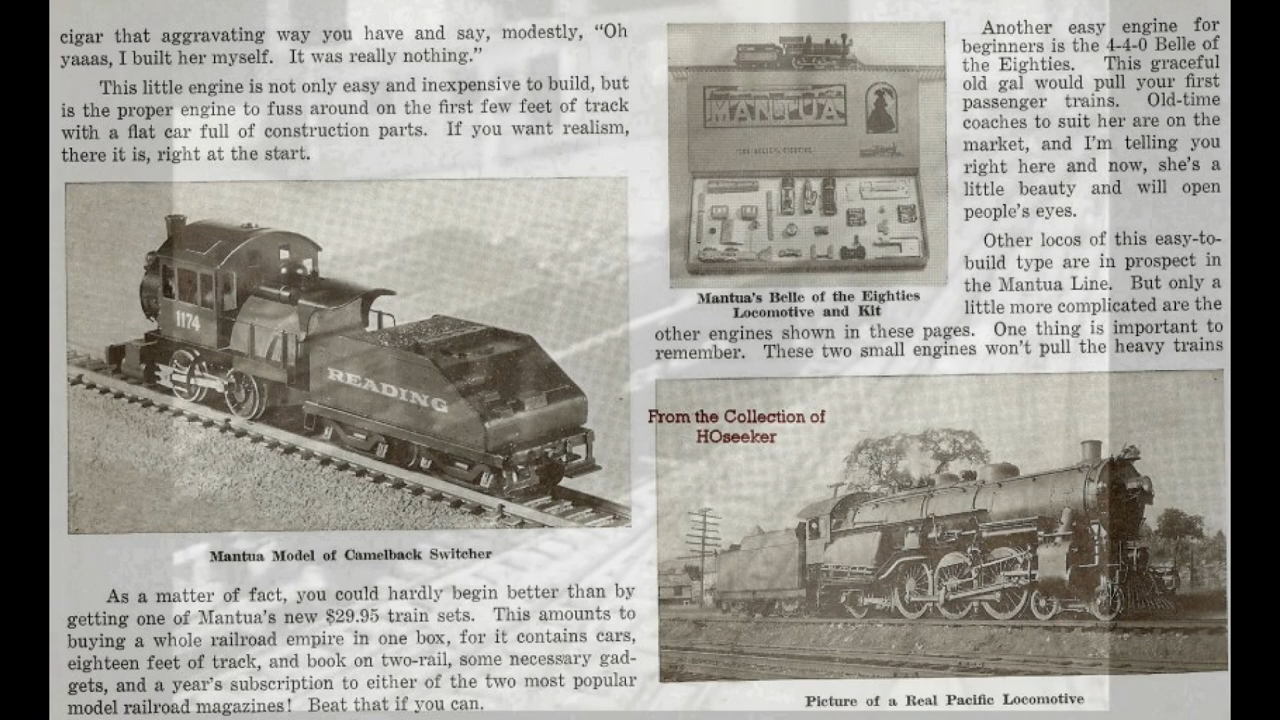 cigar that aggravating way you have and say, modestly, "Oh
yaaas, I built her myself. It was really nothing."
This little engine is not only easy and inexpensive to build, but
is the proper engine to fuss around on the first few feet of track
with a flat car full of construction parts. If you want realism,
there it is, right at the start.
1174
READING
Mantua Model of Camelback Switcher
As a matter of fact, you could hardly begin better than by
getting one of Mantua's new $29.95 train sets. This amounts to
buying a whole railroad empire in one box, for it contains cars,
eighteen feet of track, and book on two-rail, some necessary gad-
gets, and a year's subscription to either of the two most popular
model railroad magazines! Beat that if you can.
MANTUA
Mantua's Belle of the Eighties
Locomotive and Kit
Another easy engine for
beginners is the 4-4-0 Belle of
the Eighties. This graceful
old gal would pull your first
passenger trains. Old-time
coaches to suit her are on the
market, and I'm telling you
right here and now, she's a
little beauty and will open
people's eyes.
Other locos of this easy-to-
build type are in prospect in
the Mantua Line. But only a
little more complicated are the
other engines shown in these pages. One thing is important to
remember. These two small engines won't pull the heavy trains
From the Collection of
HOseeker
Picture of a Real Pacific Locomotive